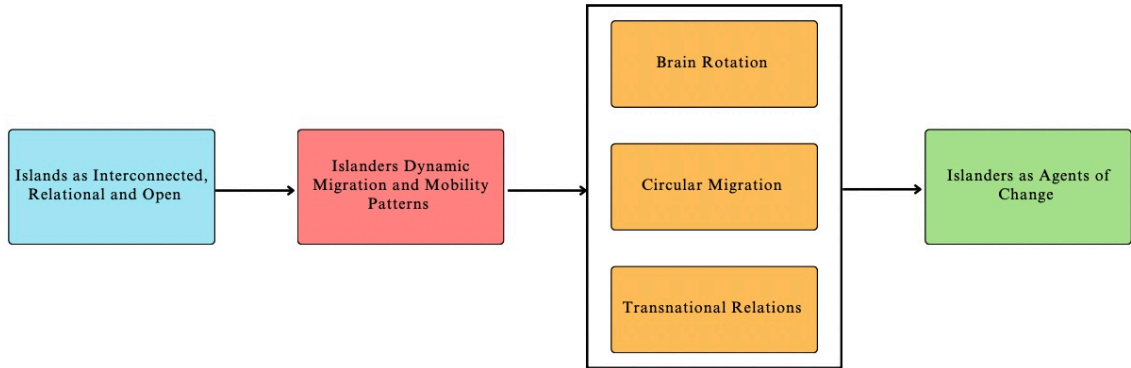 Islands as Interconnected,
Relational and Open
Islanders Dynamic
Migration and Mobility
Patterns
Brain Rotation
Circular Migration
Transnational Relations
Islanders as Agents of
Change